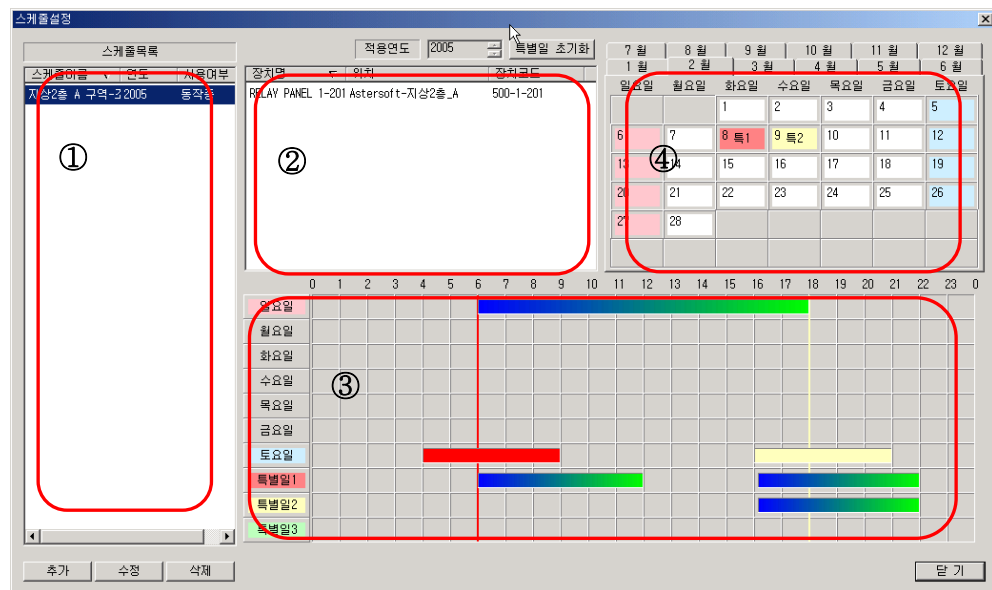 스케줄설정
스케줄목록
적용연도 2005 특별일 초기화
스케줄이름 연도 사용여부
지상2층 A 구역-3 2005 동작중
장치명 위치 장치코드
RELAY PANEL 1-201 Astersoft-지상2층_A 500-1-201
7 월 8 월 9 월 10 월 11 월 12 월
1 월 2 월 3 월 4 월 5 월 6 월
일요일 월요일 화요일 수요일 목요일 금요일 토요일
1 2 3 4 5
6 7 8 특1 9 특2 10 11 12
13 14 15 16 17 18 19
20 21 22 23 24 25 26
27 28
①
②
④
0 1 2 3 4 5 6 7 8 9 10 11 12 13 14 15 16 17 18 19 20 21 22 23 0
일요일
월요일
화요일
수요일
③
목요일
금요일
토요일
특별일1
특별일2
특별일3
추가 수정 삭제
닫 기